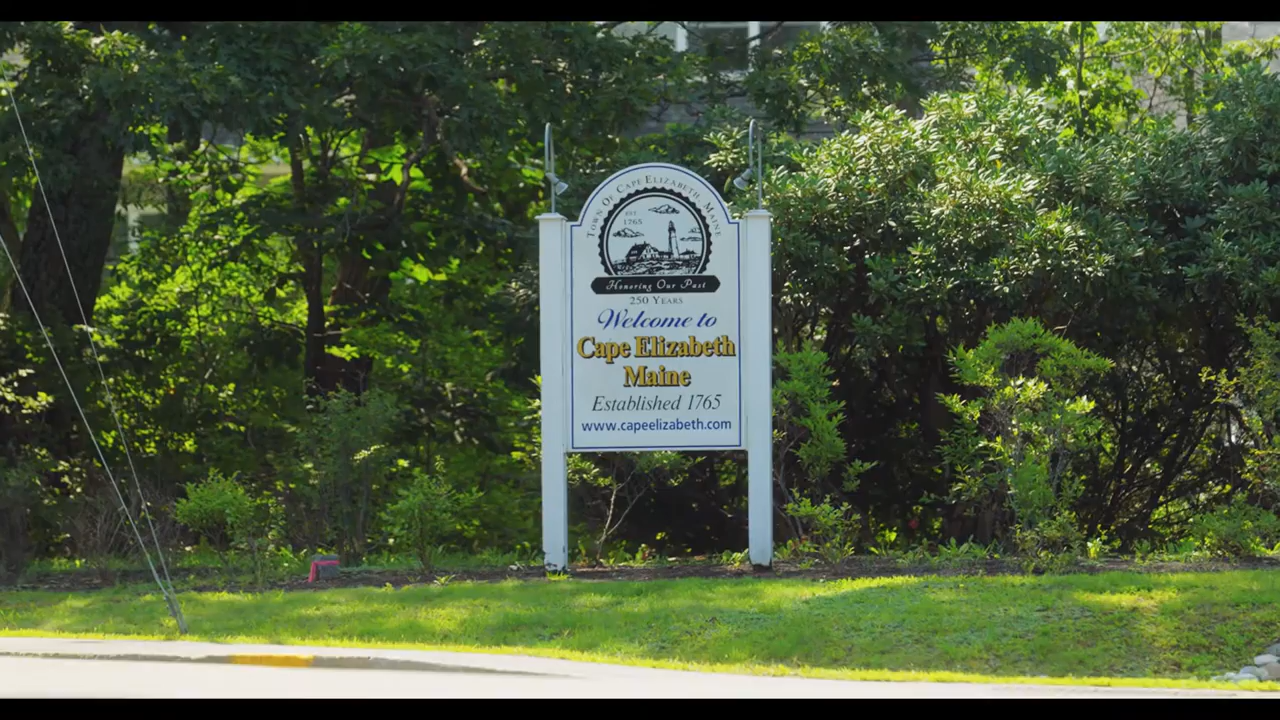 Town Of Cape Elizabeth, Maine
EST
1765
Honoring Our Past
250 Years
Welcome to
Cape Elizabeth
Maine
Established 1765
www.capeelizabeth.com